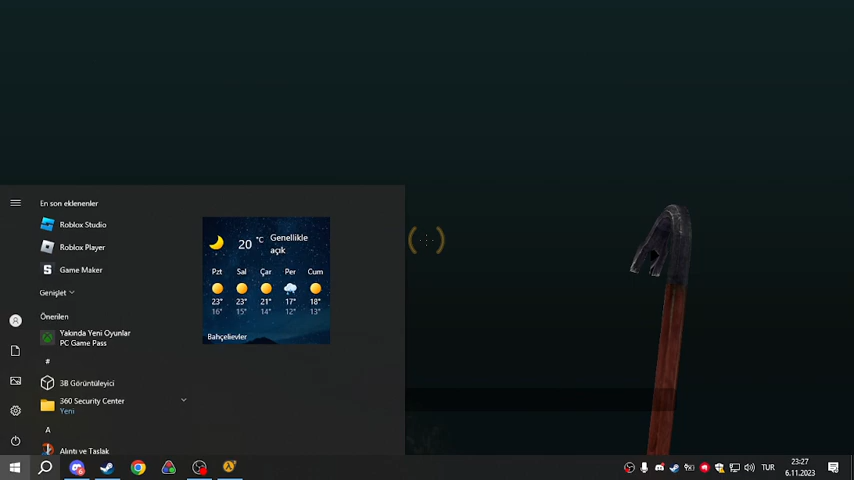 En son eklenenler
Roblox Studio
Roblox Player
Game Maker
Genişlet
Önerilen
Yakında Yeni Oyunlar
PC Game Pass
#
3B Görüntüleyici
360 Security Center
Yeni
A
Alıntı ve Taslak
20 °C Genellikle
açık
Pzt Sal Çar Per Cum
23° 23° 21° 17° 18°
16° 15° 14° 12° 13°
Bahçelievler
TUR
23:27
6.11.2023